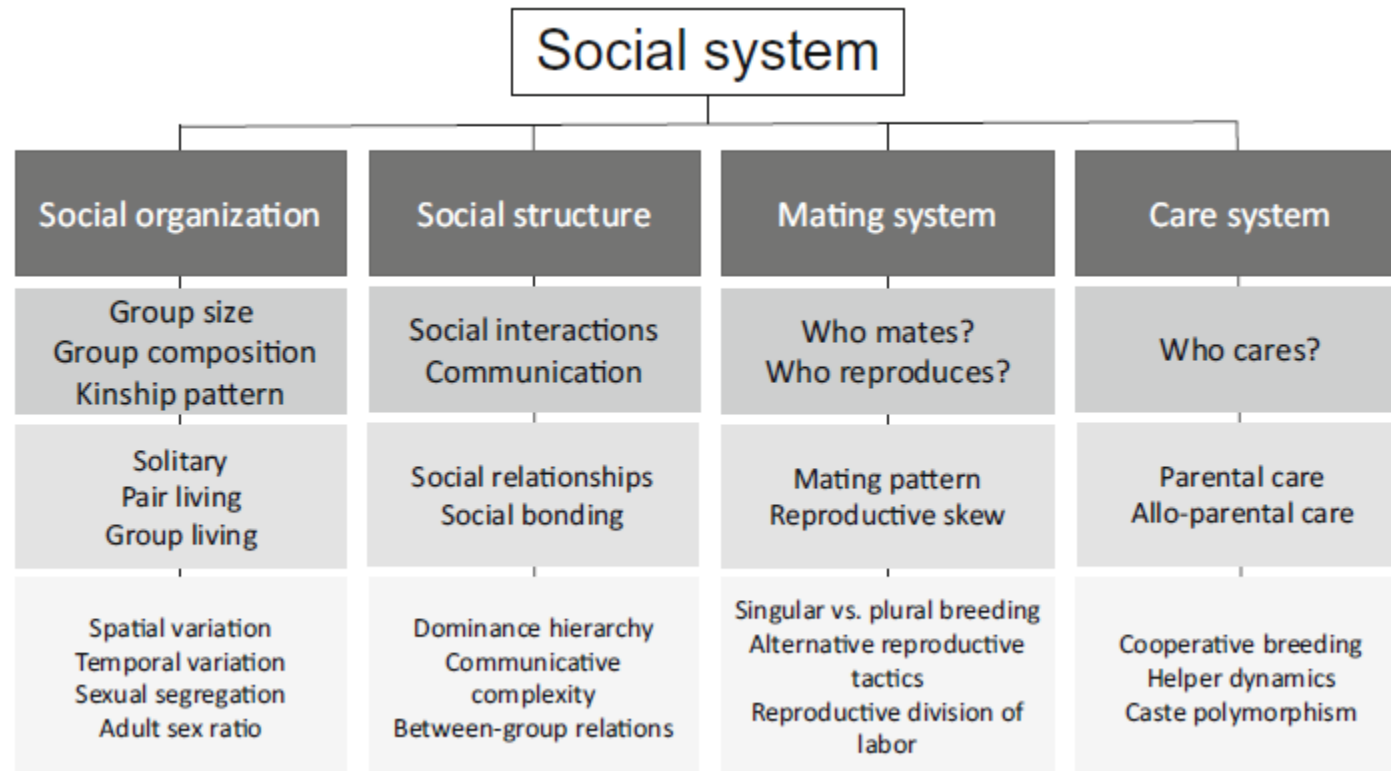 Social system
Social organization
Social structure
Mating system
Care system
Group size
Group composition
Kinship pattern
Social interactions
Communication
Who mates?
Who reproduces?
Who cares?
Solitary
Pair living
Group living
Social relationships
Social bonding
Mating pattern
Reproductive skew
Parental care
Allo-parental care
Spatial variation
Temporal variation
Sexual segregation
Adult sex ratio
Dominance hierarchy
Communicative
complexity
Between-group relations
Singular vs. plural breeding
Alternative reproductive
tactics
Reproductive division of
labor
Cooperative breeding
Helper dynamics
Caste polymorphism